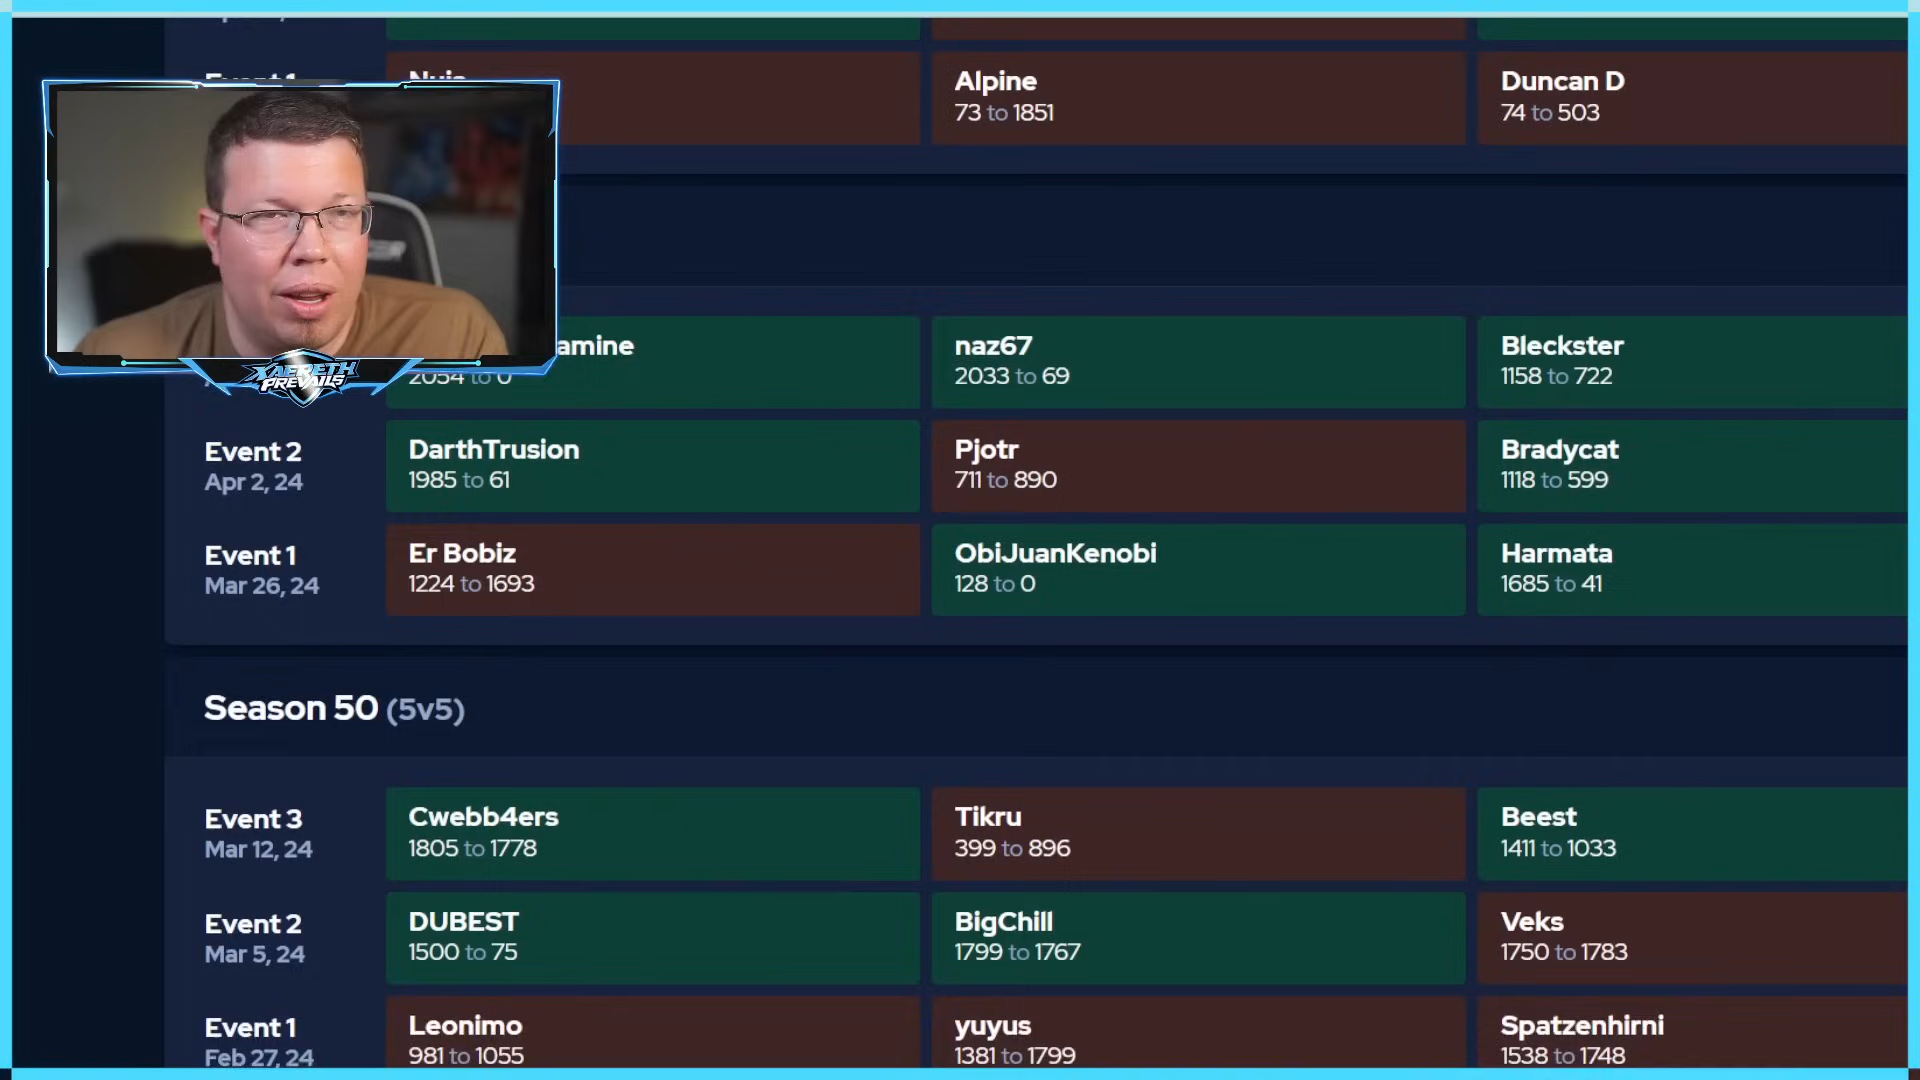 Alpine
73 to 1851
Duncan D
74 to 503
XAERETH
PREVAILS
amine
2054 to 0
naz67
2033 to 69
Bleckster
1158 to 722
Event 2
Apr 2, 24
DarthTrusion
1985 to 61
Pjotr
711 to 890
Bradycat
1118 to 599
Event 1
Mar 26, 24
Er Bobiz
1224 to 1693
ObiJuanKenobi
128 to 0
Harmata
1685 to 41
Season 50 (5v5)
Event 3
Mar 12, 24
Cwebb4ers
1805 to 1778
Tikru
399 to 896
Beest
1411 to 1033
Event 2
Mar 5, 24
DUBEST
1500 to 75
BigChill
1799 to 1767
Veks
1750 to 1783
Event 1
Feb 27, 24
Leonimo
981 to 1055
yuyus
1381 to 1799
Spatzenhirni
1538 to 1748